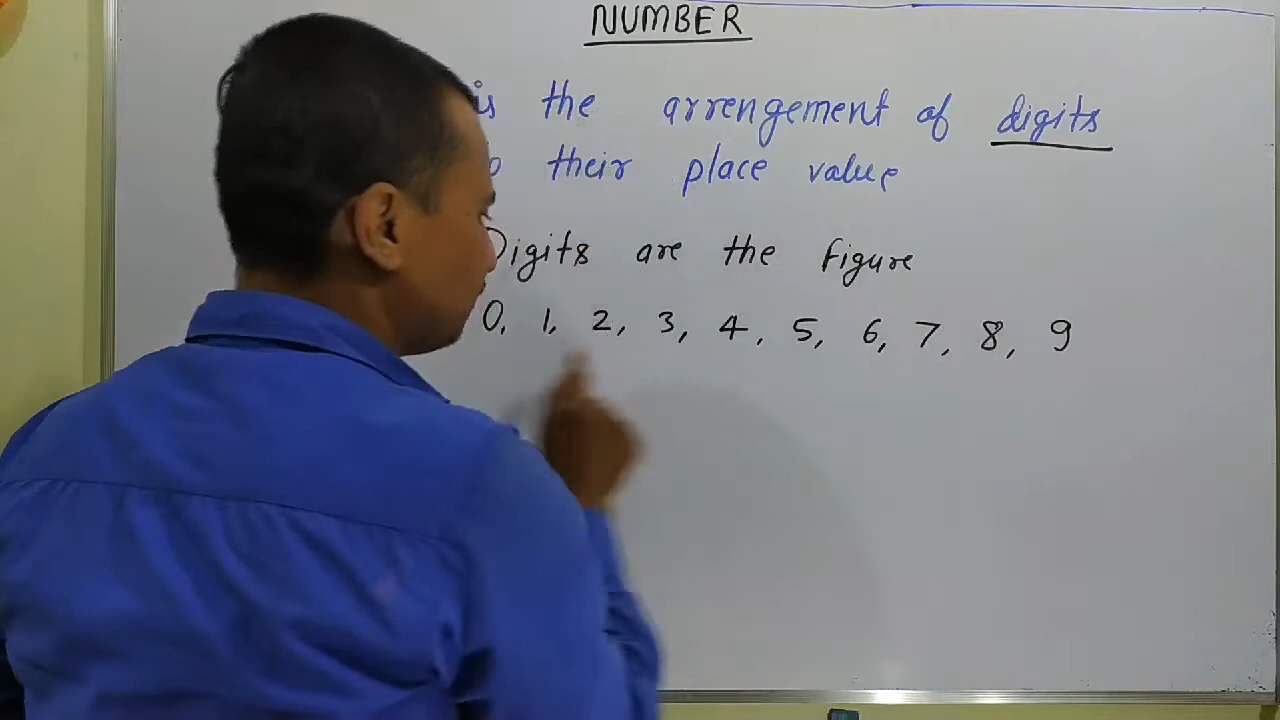 NUMBER
is the arrengement of digits
their place value
Digits are the figure
0, 1, 2, 3, 4, 5, 6, 7, 8, 9